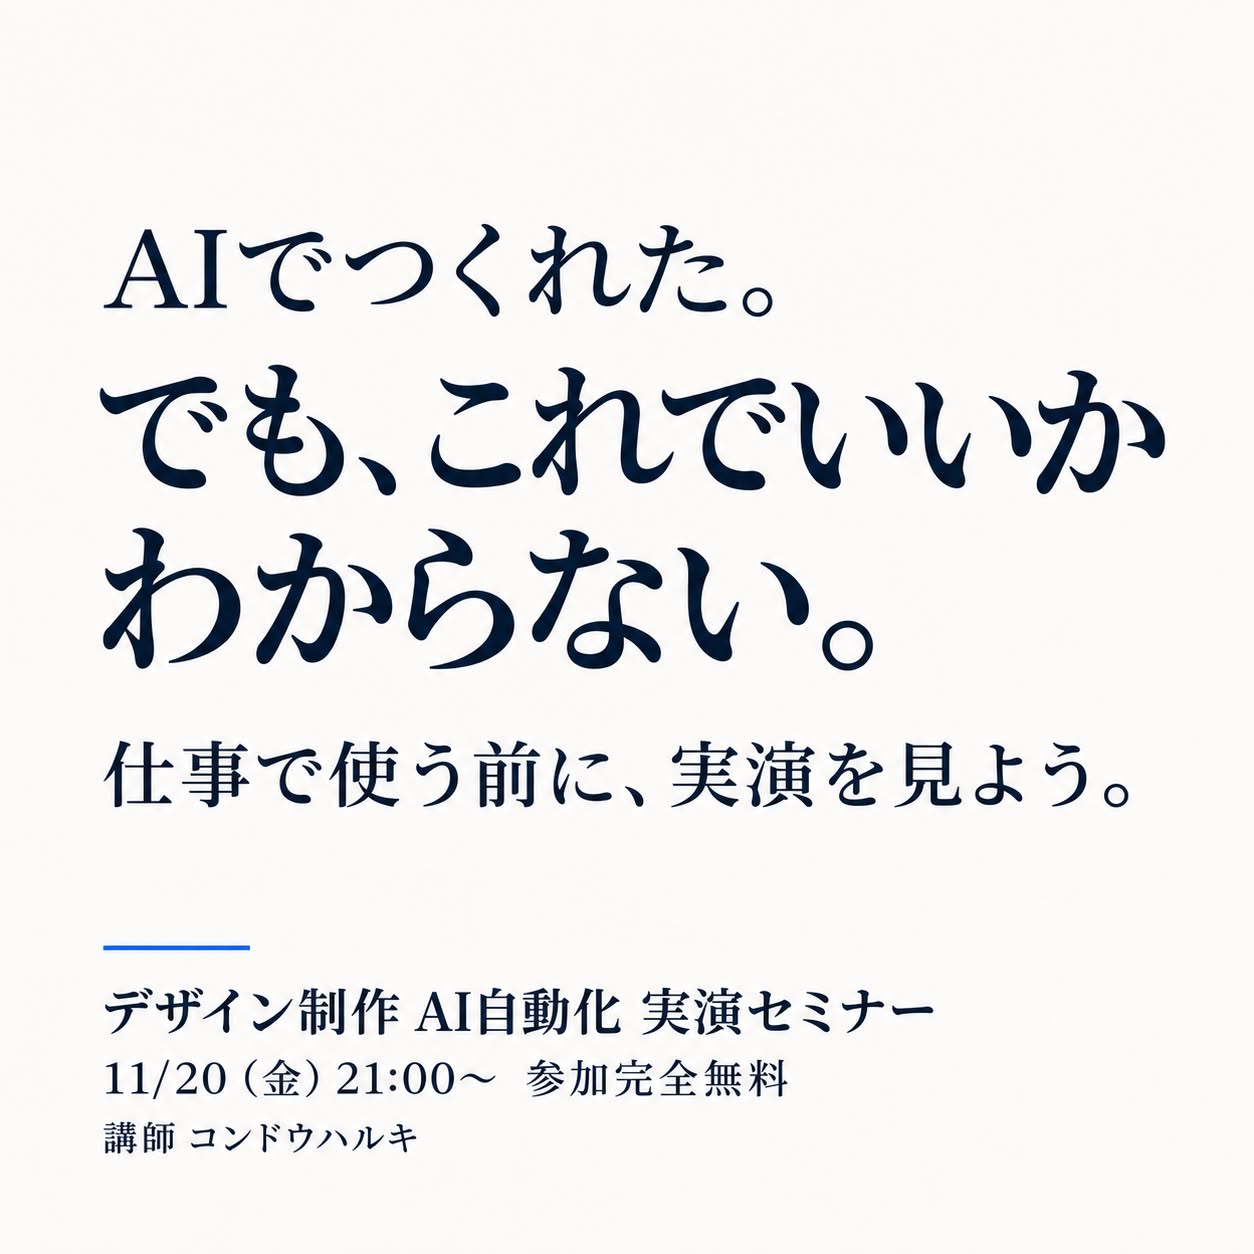 AIでつくれた。
でも、これでいいか
わからない。
仕事で使う前に、実演を見よう。
デザイン制作 AI自動化 実演セミナー
11/20（金）21:00〜 参加完全無料
講師 コンドウハルキ